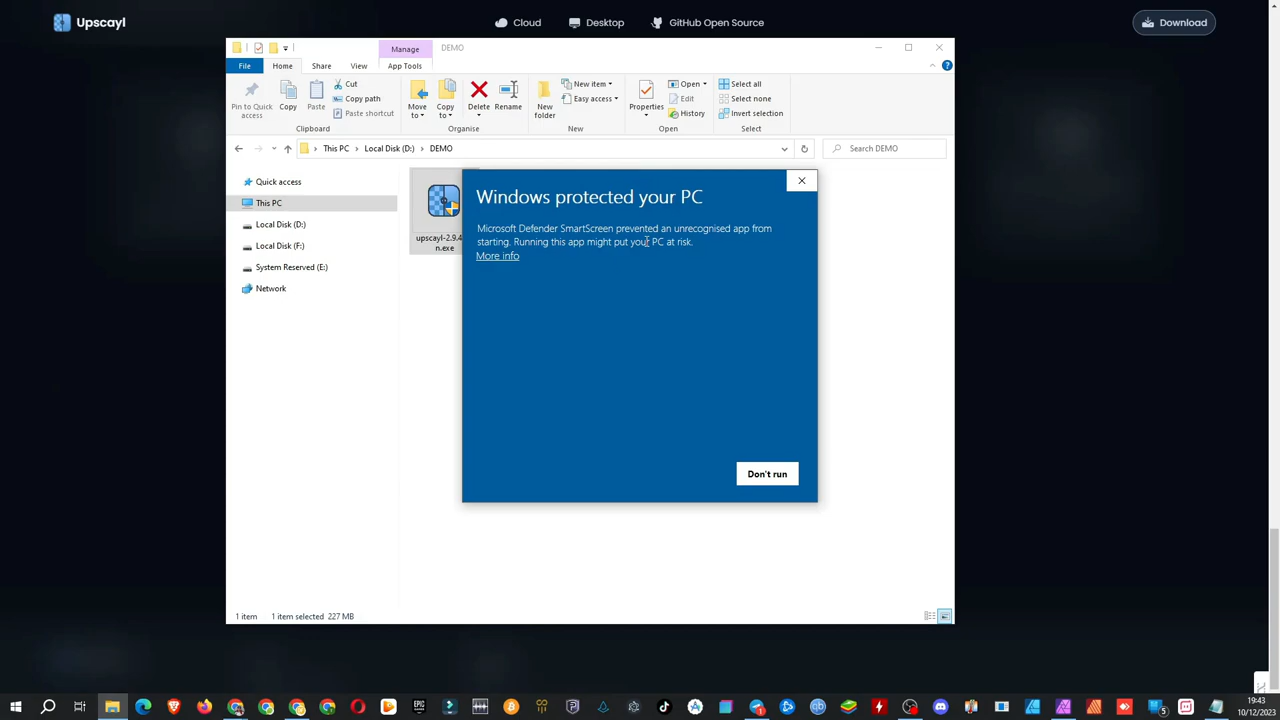 Upscayl
Cloud
Desktop
GitHub Open Source
Download
Manage
DEMO
File
Home
Share
View
App Tools
Pin to Quick
access
Copy
Paste
Cut
Copy path
Paste shortcut
Clipboard
Move
to
Copy
to
Delete
Rename
Organise
New
folder
New item
Easy access
New
Properties
Open
Edit
History
Open
Select all
Select none
Invert selection
Select
This PC
Local Disk (D:)
DEMO
Search DEMO
Quick access
This PC
Local Disk (D:)
Local Disk (F:)
System Reserved (E:)
Network
upscayl-2.9.4
n.exe
Windows protected your PC
Microsoft Defender SmartScreen prevented an unrecognised app from
starting. Running this app might put your PC at risk.
More info
Don't run
1 item
1 item selected 227 MB
19:43
10/12/2023